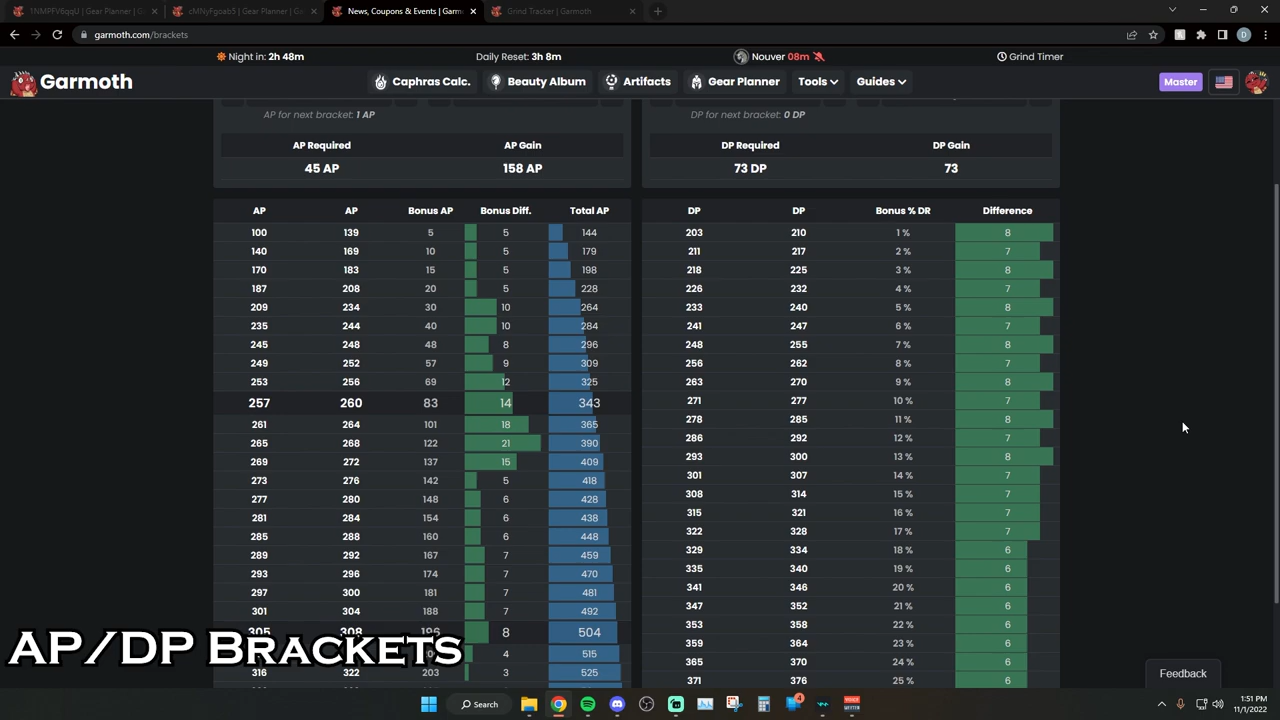 1NMPFV6qqU | Gear Planner | Ga
cMNyFgoab5 | Gear Planner | Gar
News, Coupons & Events | Garm
Grind Tracker | Garmoth
garmoth.com/brackets
D
Night in: 2h 48m
Daily Reset: 3h 8m
Nouver 08m
Grind Timer
Garmoth
Caphras Calc.
Beauty Album
Artifacts
Gear Planner
Tools
Guides
Master
AP for next bracket: 1 AP
DP for next bracket: 0 DP
AP Required AP Gain
45 AP 158 AP
DP Required DP Gain
73 DP 73
AP AP Bonus AP Bonus Diff. Total AP
100 139 5 5 144
140 169 10 5 179
170 183 15 5 198
187 208 20 5 228
209 234 30 10 264
235 244 40 10 284
245 248 48 8 296
249 252 57 9 309
253 256 69 12 325
257 260 83 14 343
261 264 101 18 365
265 268 122 21 390
269 272 137 15 409
273 276 142 5 418
277 280 148 6 428
281 284 154 6 438
285 288 160 6 448
289 292 167 7 459
293 296 174 7 470
297 300 181 7 481
301 304 188 7 492
305 308 196 8 504
4 515
316 322 203 3 525
DP DP Bonus % DR Difference
203 210 1 % 8
211 217 2 % 7
218 225 3 % 8
226 232 4 % 7
233 240 5 % 8
241 247 6 % 7
248 255 7 % 8
256 262 8 % 7
263 270 9 % 8
271 277 10 % 7
278 285 11 % 8
286 292 12 % 7
293 300 13 % 8
301 307 14 % 7
308 314 15 % 7
315 321 16 % 7
322 328 17 % 7
329 334 18 % 6
335 340 19 % 6
341 346 20 % 6
347 352 21 % 6
353 358 22 % 6
359 364 23 % 6
365 370 24 % 6
371 376 25 % 6
AP/DP Brackets
Feedback
Search
4
1:51 PM
11/1/2022